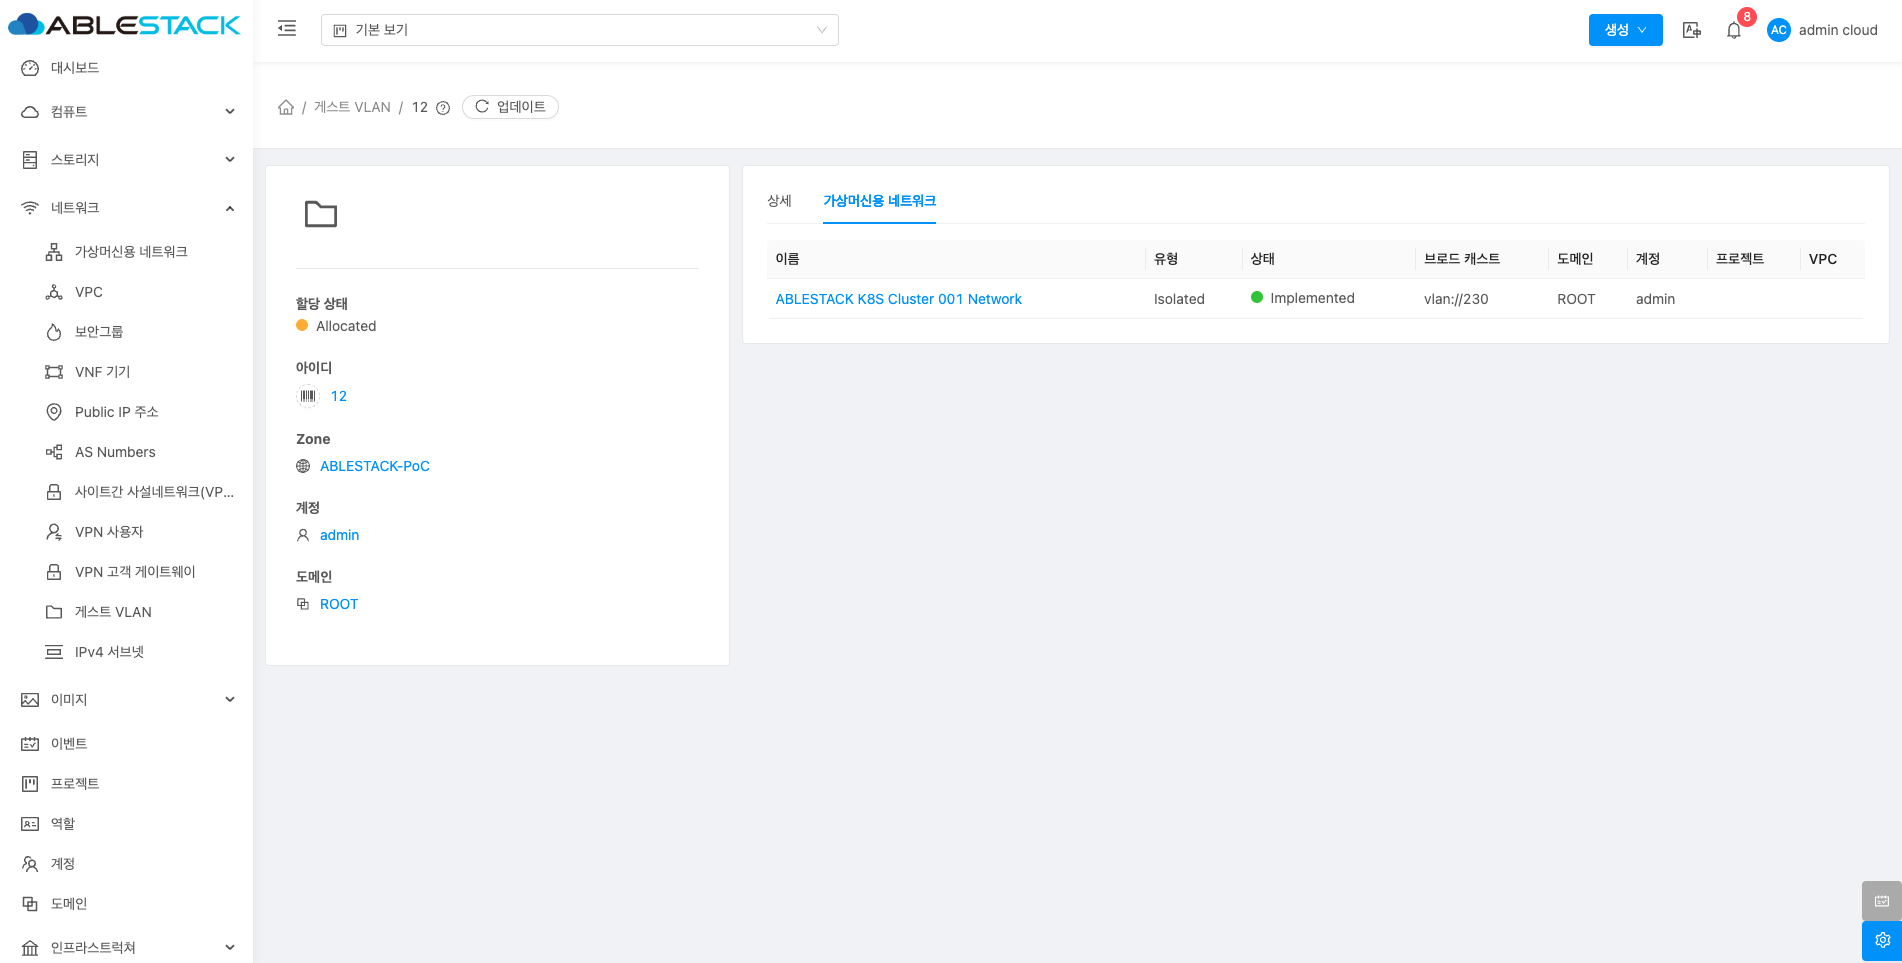 ABLESTACK
기본 보기
생성
8
AC
admin cloud
대시보드
컴퓨트
스토리지
네트워크
가상머신용 네트워크
VPC
보안그룹
VNF 기기
Public IP 주소
AS Numbers
사이트간 사설네트워크(VP...
VPN 사용자
VPN 고객 게이트웨이
게스트 VLAN
IPv4 서브넷
이미지
이벤트
프로젝트
역할
계정
도메인
인프라스트럭쳐
/ 게스트 VLAN / 12 업데이트
할당 상태
Allocated
아이디
12
Zone
ABLESTACK-PoC
계정
admin
도메인
ROOT
상세 가상머신용 네트워크
이름 유형 상태 브로드 캐스트 도메인 계정 프로젝트 VPC
ABLESTACK K8S Cluster 001 Network Isolated Implemented vlan://230 ROOT admin